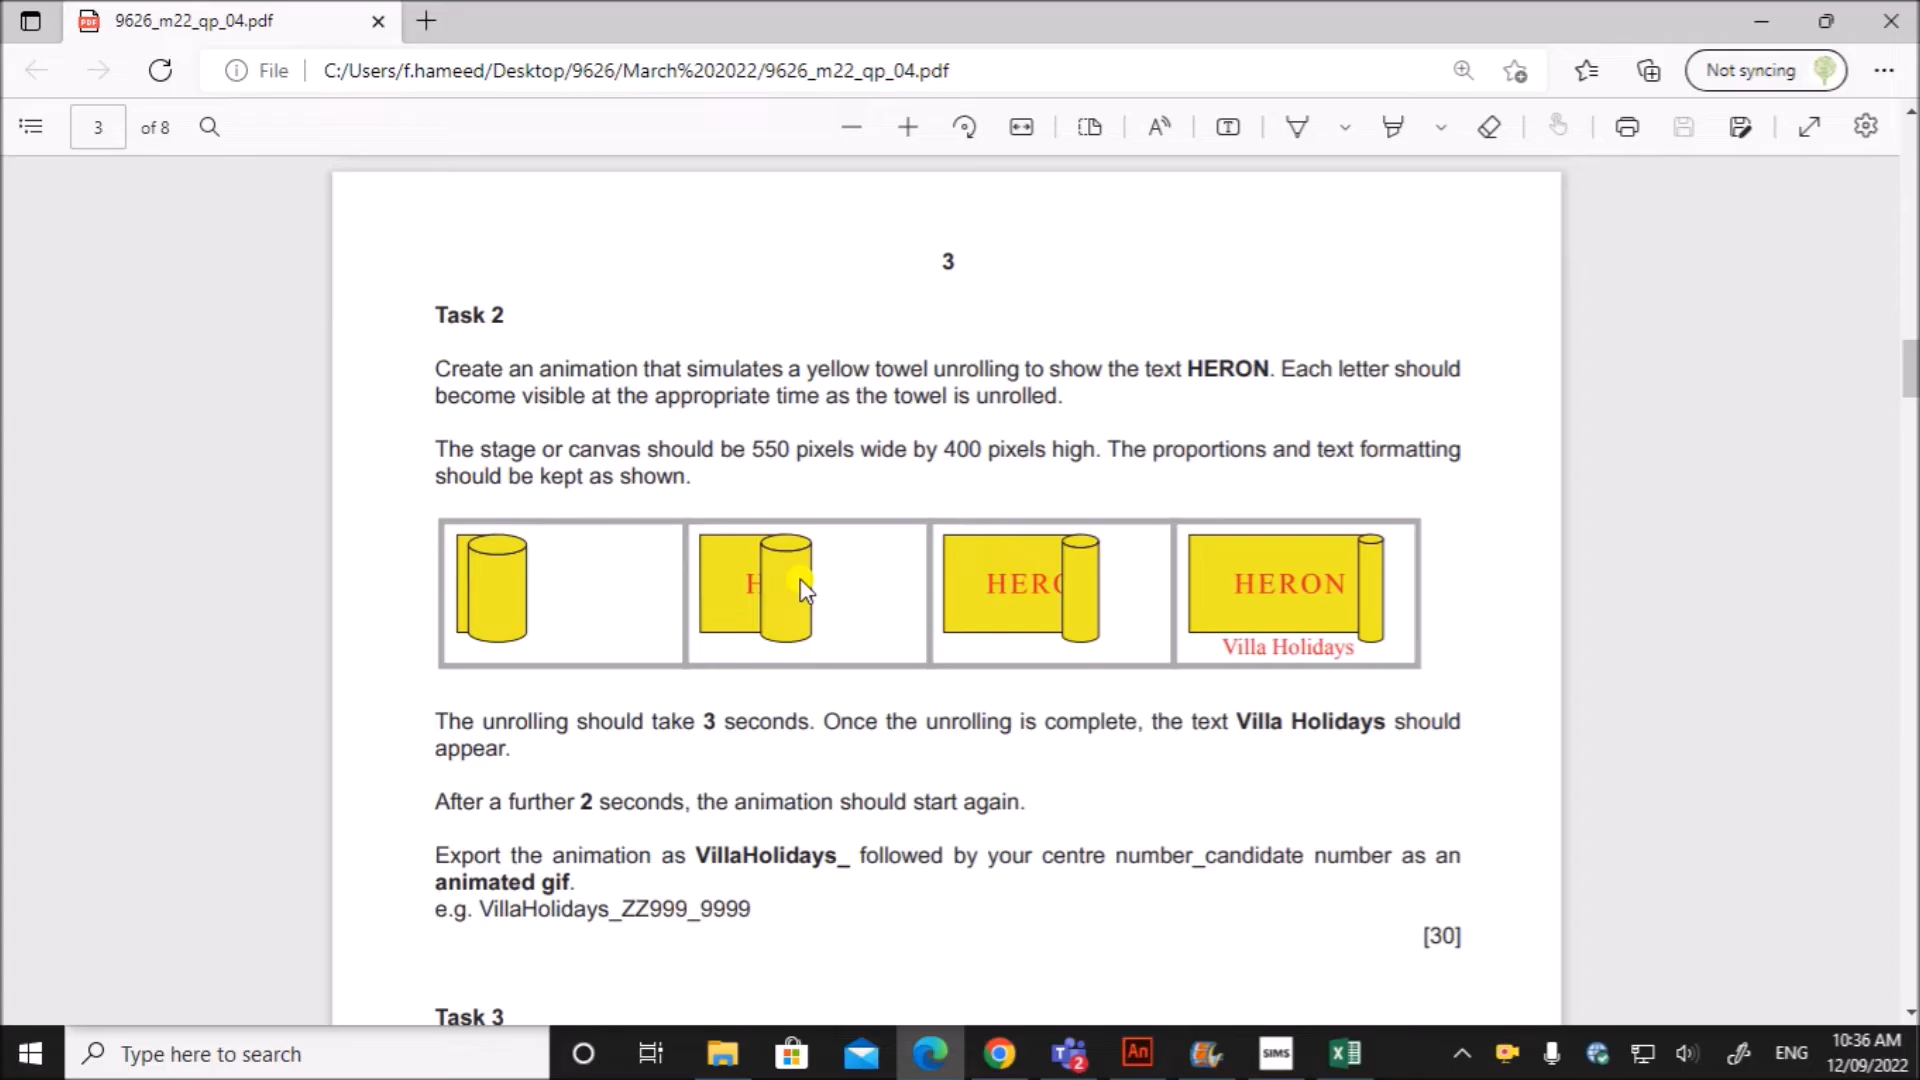 9626_m22_qp_04.pdf
File
C:/Users/f.hameed/Desktop/9626/March%202022/9626_m22_qp_04.pdf
Not syncing
3
of 8
3
Task 2
Create an animation that simulates a yellow towel unrolling to show the text HERON. Each letter should
become visible at the appropriate time as the towel is unrolled.
The stage or canvas should be 550 pixels wide by 400 pixels high. The proportions and text formatting
should be kept as shown.
H
HERO
HERON
Villa Holidays
The unrolling should take 3 seconds. Once the unrolling is complete, the text Villa Holidays should
appear.
After a further 2 seconds, the animation should start again.
Export the animation as VillaHolidays_ followed by your centre number_candidate number as an
animated gif.
e.g. VillaHolidays_ZZ999_9999
[30]
Task 3
Type here to search
2
An
SIMS
ENG
10:36 AM
12/09/2022